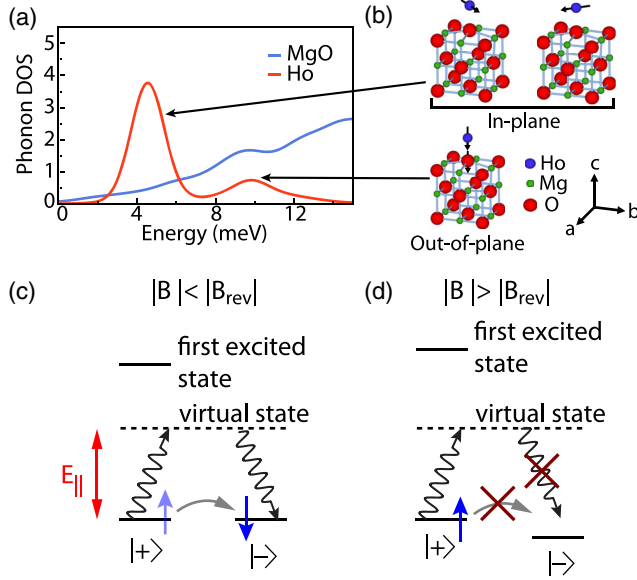 (a)
5
4
3
2
1
0
Phonon DOS
MgO
Ho
0
4
8
12
Energy (meV)
(b)
In-plane
Out-of-plane
Ho
Mg
O
c
b
a
(c)
|B| < |B_rev|
first excited
state
virtual state
E_||
|+⟩
|−⟩
(d)
|B| > |B_rev|
first excited
state
virtual state
|+⟩
|−⟩